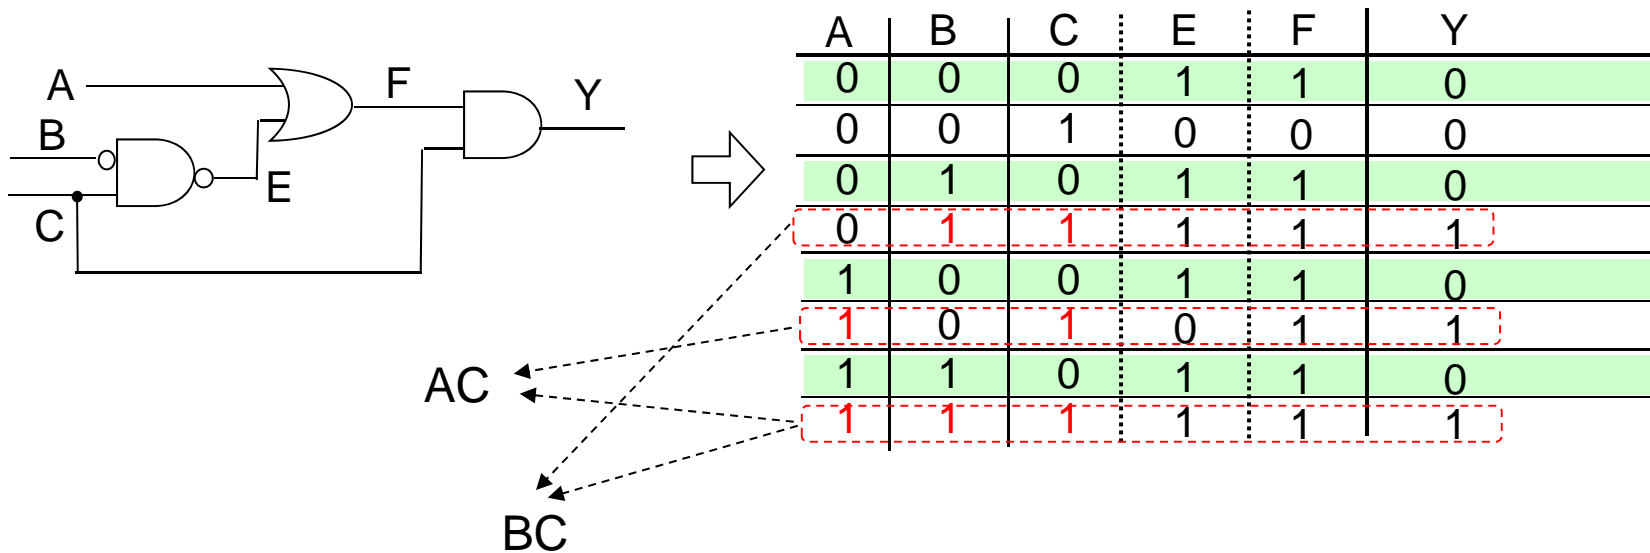 A
B
C
E
F
Y
A B C E F Y
0 0 0 1 1 0
0 0 1 0 0 0
0 1 0 1 1 0
0 1 1 1 1 1
1 0 0 1 1 0
1 0 1 0 1 1
1 1 0 1 1 0
1 1 1 1 1 1
AC
BC